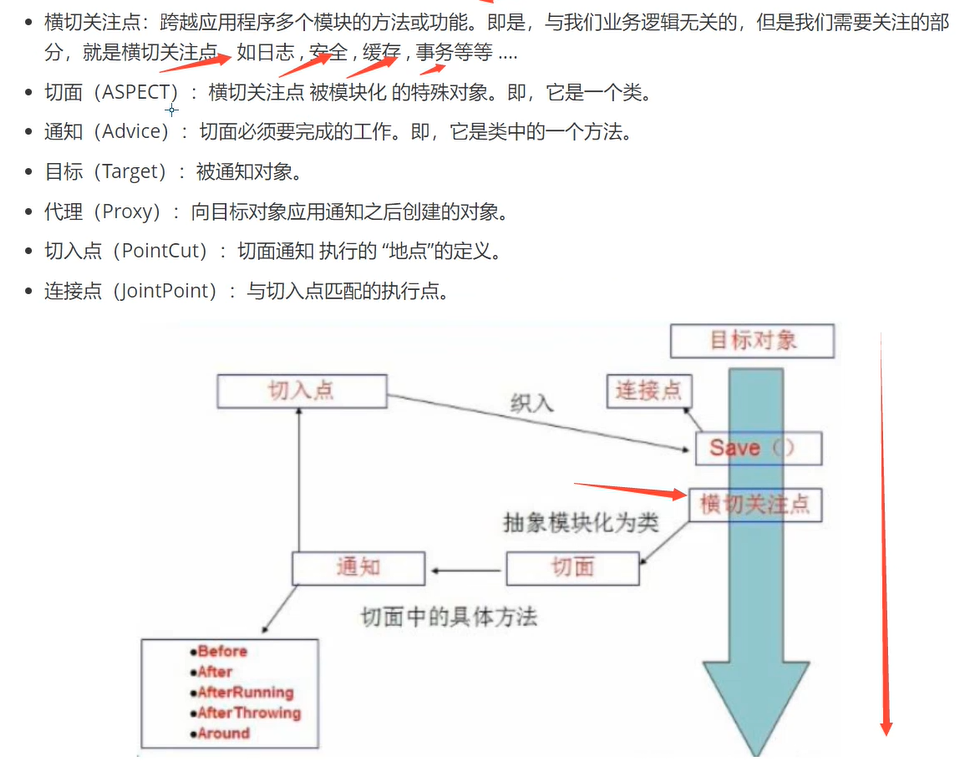 横切关注点：跨越应用程序多个模块的方法或功能。即是，与我们业务逻辑无关的，但是我们需要关注的部
分，就是横切关注点。如日志 , 安全 , 缓存 , 事务等等 ....
切面（ASPECT）：横切关注点 被模块化 的特殊对象。即，它是一个类。
通知（Advice）：切面必须要完成的工作。即，它是类中的一个方法。
目标（Target）：被通知对象。
代理（Proxy）：向目标对象应用通知之后创建的对象。
切入点（PointCut）：切面通知 执行的 “地点”的定义。
连接点（JointPoint）：与切入点匹配的执行点。
目标对象
切入点
织入
连接点
Save（）
横切关注点
抽象模块化为类
通知
切面
切面中的具体方法
●Before
●After
●AfterRunning
●AfterThrowing
●Around